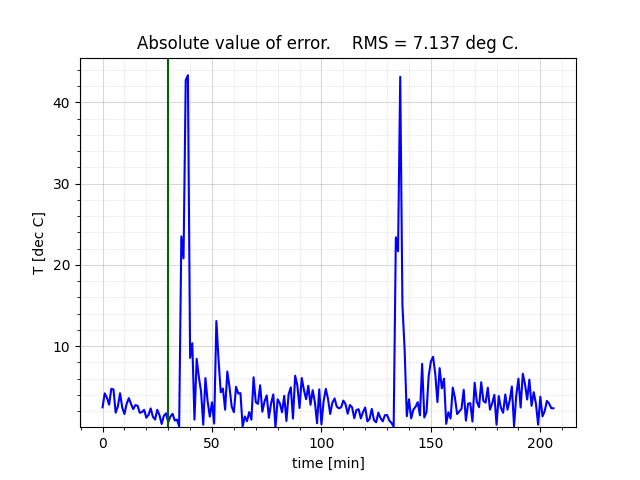 Absolute value of error.    RMS = 7.137 deg C.
40
30
20
10
T [dec C]
0 50 100 150 200
time [min]